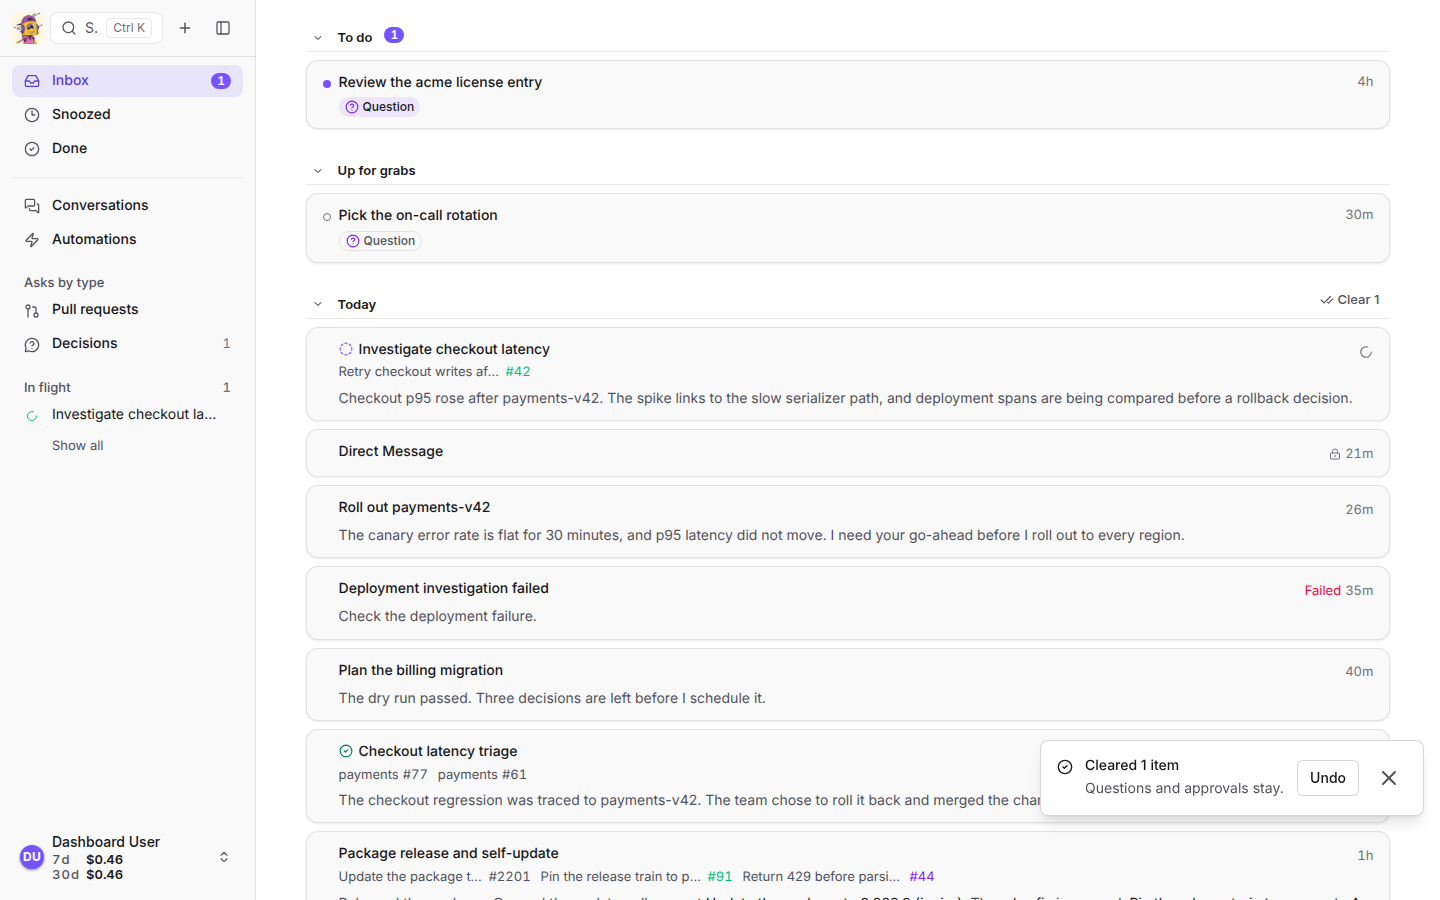 S. Ctrl K
Inbox 1
Snoozed
Done
Conversations
Automations
Asks by type
Pull requests
Decisions 1
In flight 1
Investigate checkout la...
Show all
DU Dashboard User
7d $0.46
30d $0.46
To do 1
Review the acme license entry 4h
Question
Up for grabs
Pick the on-call rotation 30m
Question
Today Clear 1
Investigate checkout latency
Retry checkout writes af... #42
Checkout p95 rose after payments-v42. The spike links to the slow serializer path, and deployment spans are being compared before a rollback decision.
Direct Message 21m
Roll out payments-v42 26m
The canary error rate is flat for 30 minutes, and p95 latency did not move. I need your go-ahead before I roll out to every region.
Deployment investigation failed Failed 35m
Check the deployment failure.
Plan the billing migration 40m
The dry run passed. Three decisions are left before I schedule it.
Checkout latency triage
payments #77 payments #61
The checkout regression was traced to payments-v42. The team chose to roll it back and merged the
Cleared 1 item
Questions and approvals stay.
Undo
Package release and self-update 1h
Update the package t... #2201 Pin the release train to p... #91 Return 429 before parsi... #44